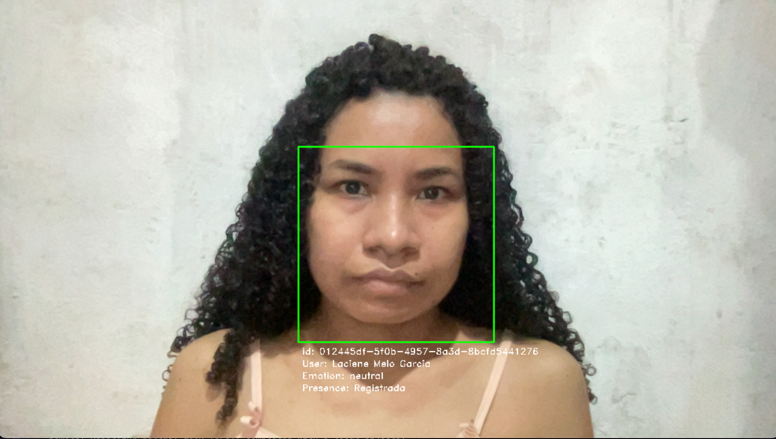 Id: 012445df-5f0b-4957-8a3d-8bcfd5441276
User: Laciene Melo Garcia
Emotion: neutral
Presence: Registrada